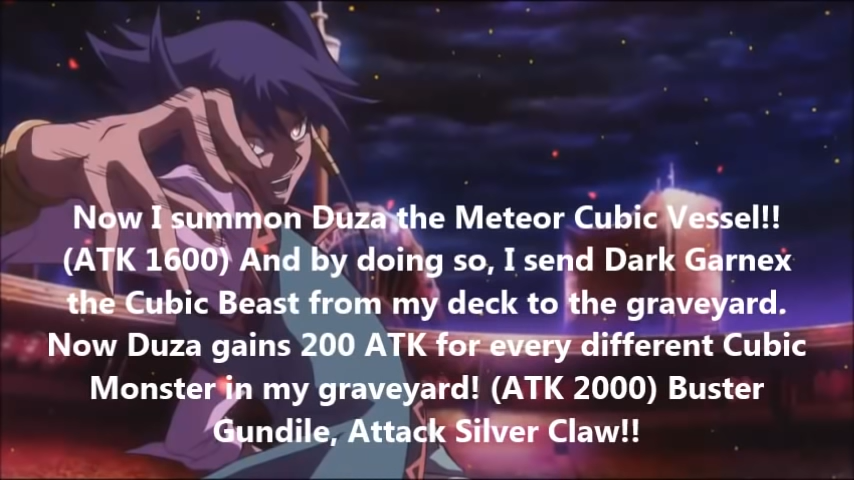 Now I summon Duza the Meteor Cubic Vessel!!
(ATK 1600) And by doing so, I send Dark Garnex
the Cubic Beast from my deck to the graveyard.
Now Duza gains 200 ATK for every different Cubic
Monster in my graveyard! (ATK 2000) Buster
Gundile, Attack Silver Claw!!